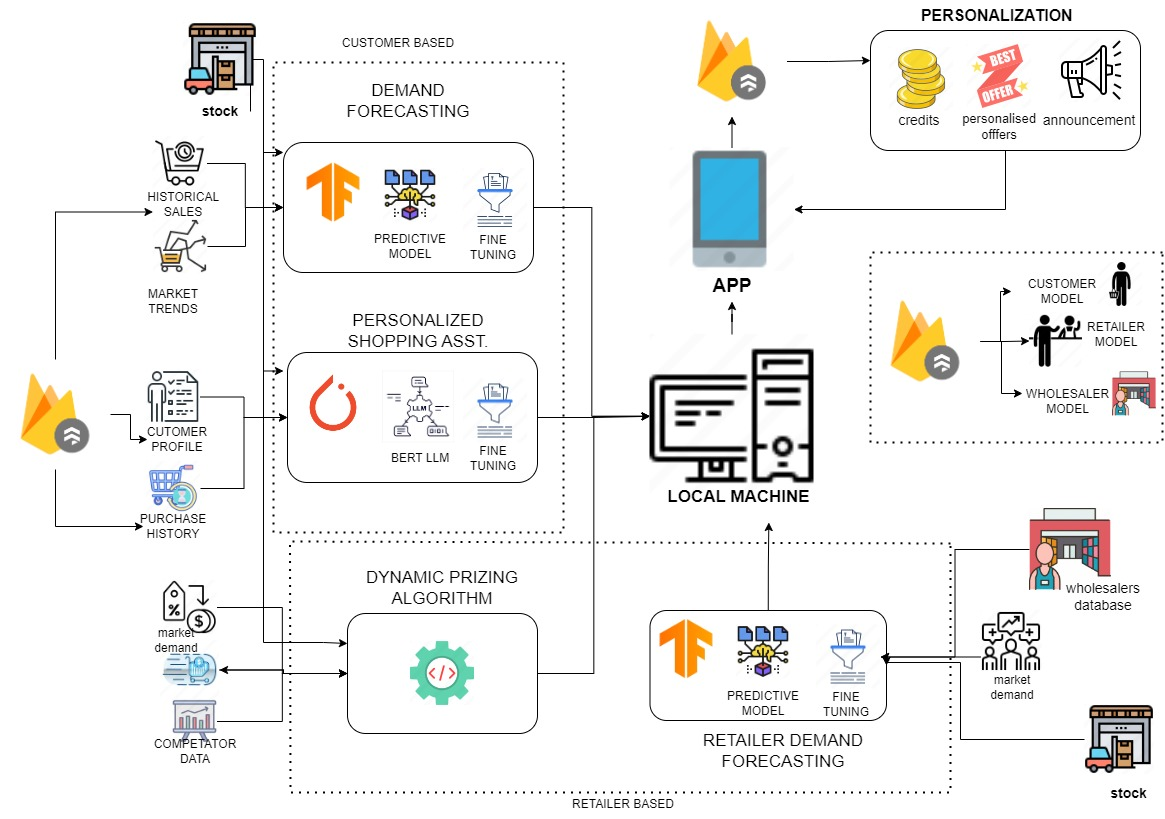 PERSONALIZATION
CUSTOMER BASED
stock
DEMAND
FORECASTING
BEST
OFFER
credits
personalised
offfers
announcement
HISTORICAL
SALES
PREDICTIVE
MODEL
FINE
TUNING
MARKET
TRENDS
APP
CUSTOMER
MODEL
RETAILER
MODEL
WHOLESALER
MODEL
PERSONALIZED
SHOPPING ASST.
LLM
BERT LLM
FINE
TUNING
CUTOMER
PROFILE
PURCHASE
HISTORY
LOCAL MACHINE
DYNAMIC PRIZING
ALGORITHM
wholesalers
database
%
$
market
demand
</>
PREDICTIVE
MODEL
FINE
TUNING
market
demand
COMPETATOR
DATA
RETAILER DEMAND
FORECASTING
stock
RETAILER BASED